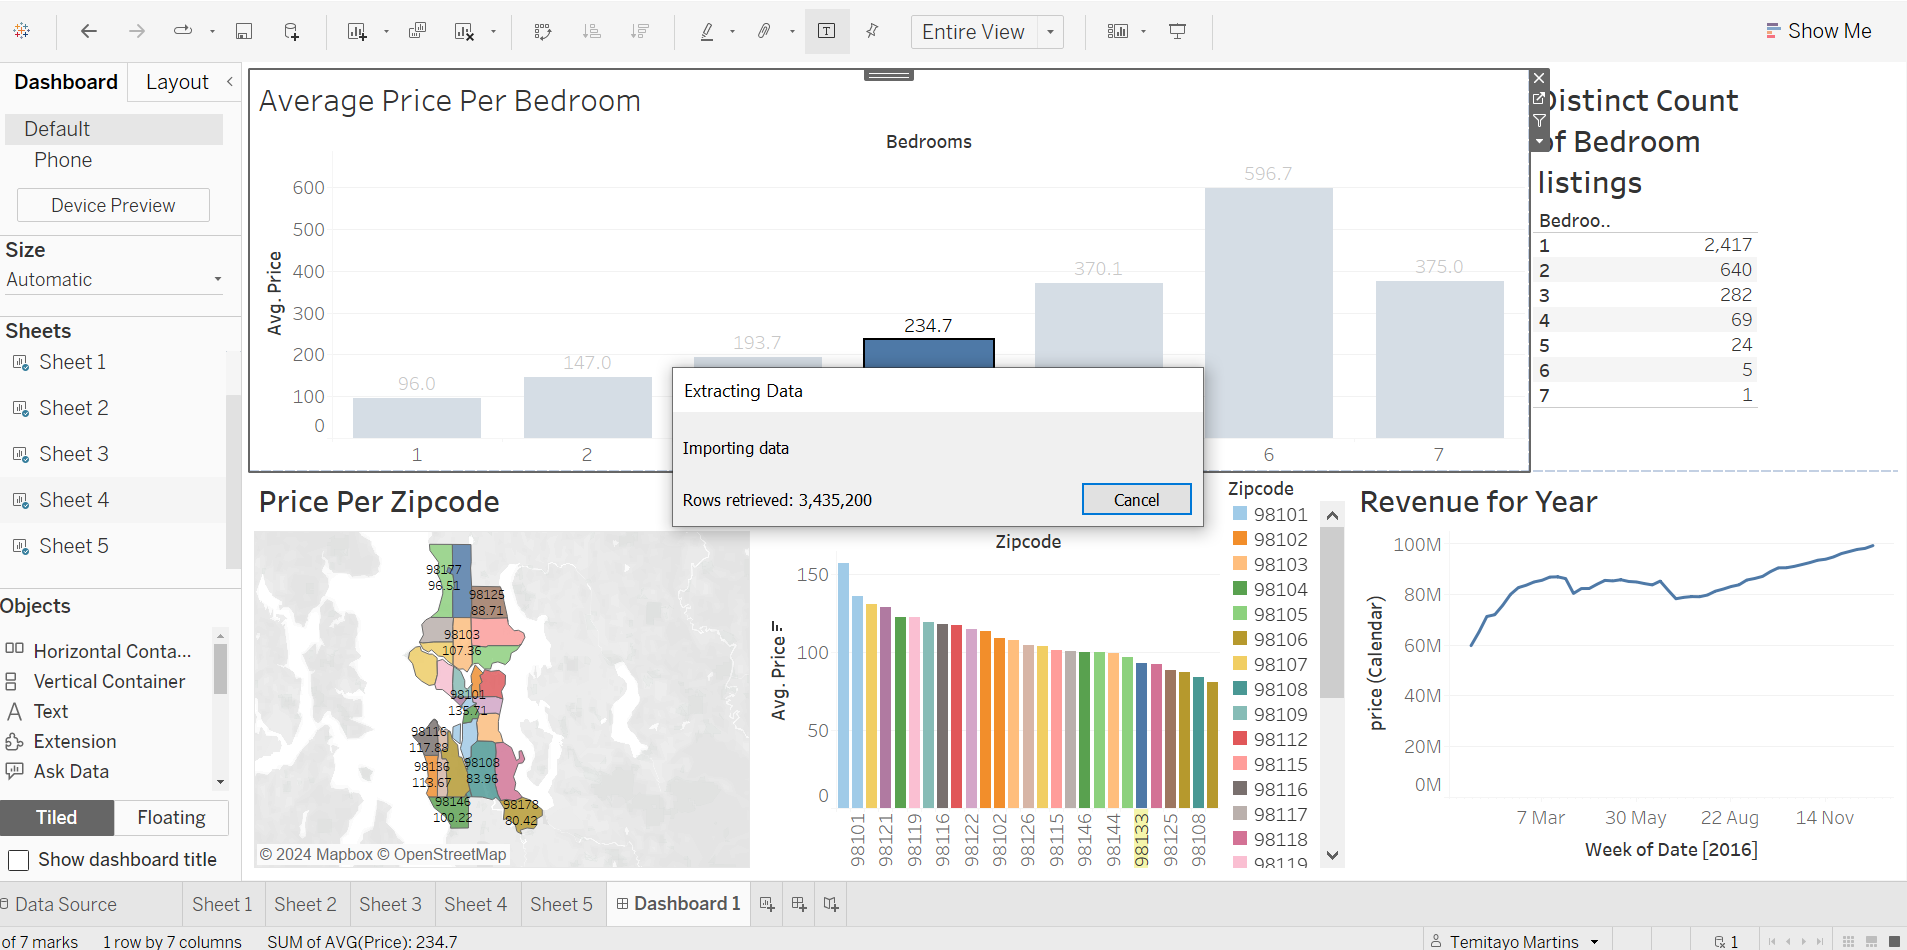 Entire View
Show Me
Dashboard
Layout
Default
Phone
Device Preview
Size
Automatic
Sheets
Sheet 1
Sheet 2
Sheet 3
Sheet 4
Sheet 5
Objects
Horizontal Conta...
Vertical Container
Text
Extension
Ask Data
Tiled
Floating
Show dashboard title
Average Price Per Bedroom
Bedrooms
Avg. Price
600
500
400
300
200
100
0
96.0
147.0
193.7
234.7
370.1
596.7
375.0
1
2
6
7
Distinct Count
of Bedroom
listings
Bedroo..
1 2,417
2 640
3 282
4 69
5 24
6 5
7 1
Extracting Data
Importing data
Rows retrieved: 3,435,200
Cancel
Price Per Zipcode
98177
96.51
98125
88.71
98103
107.36
98101
135.71
98116
117.88
98136
113.67
98108
83.96
98146
100.22
98178
80.42
© 2024 Mapbox © OpenStreetMap
Zipcode
Avg. Price
150
100
50
0
98101
98121
98119
98116
98122
98102
98126
98115
98146
98144
98133
98125
98108
Zipcode
98101
98102
98103
98104
98105
98106
98107
98108
98109
98112
98115
98116
98117
98118
98119
Revenue for Year
price (Calendar)
100M
80M
60M
40M
20M
0M
7 Mar
30 May
22 Aug
14 Nov
Week of Date [2016]
Data Source
Sheet 1
Sheet 2
Sheet 3
Sheet 4
Sheet 5
Dashboard 1
of 7 marks
1 row by 7 columns
SUM of AVG(Price): 234.7
Temitayo Martins
1